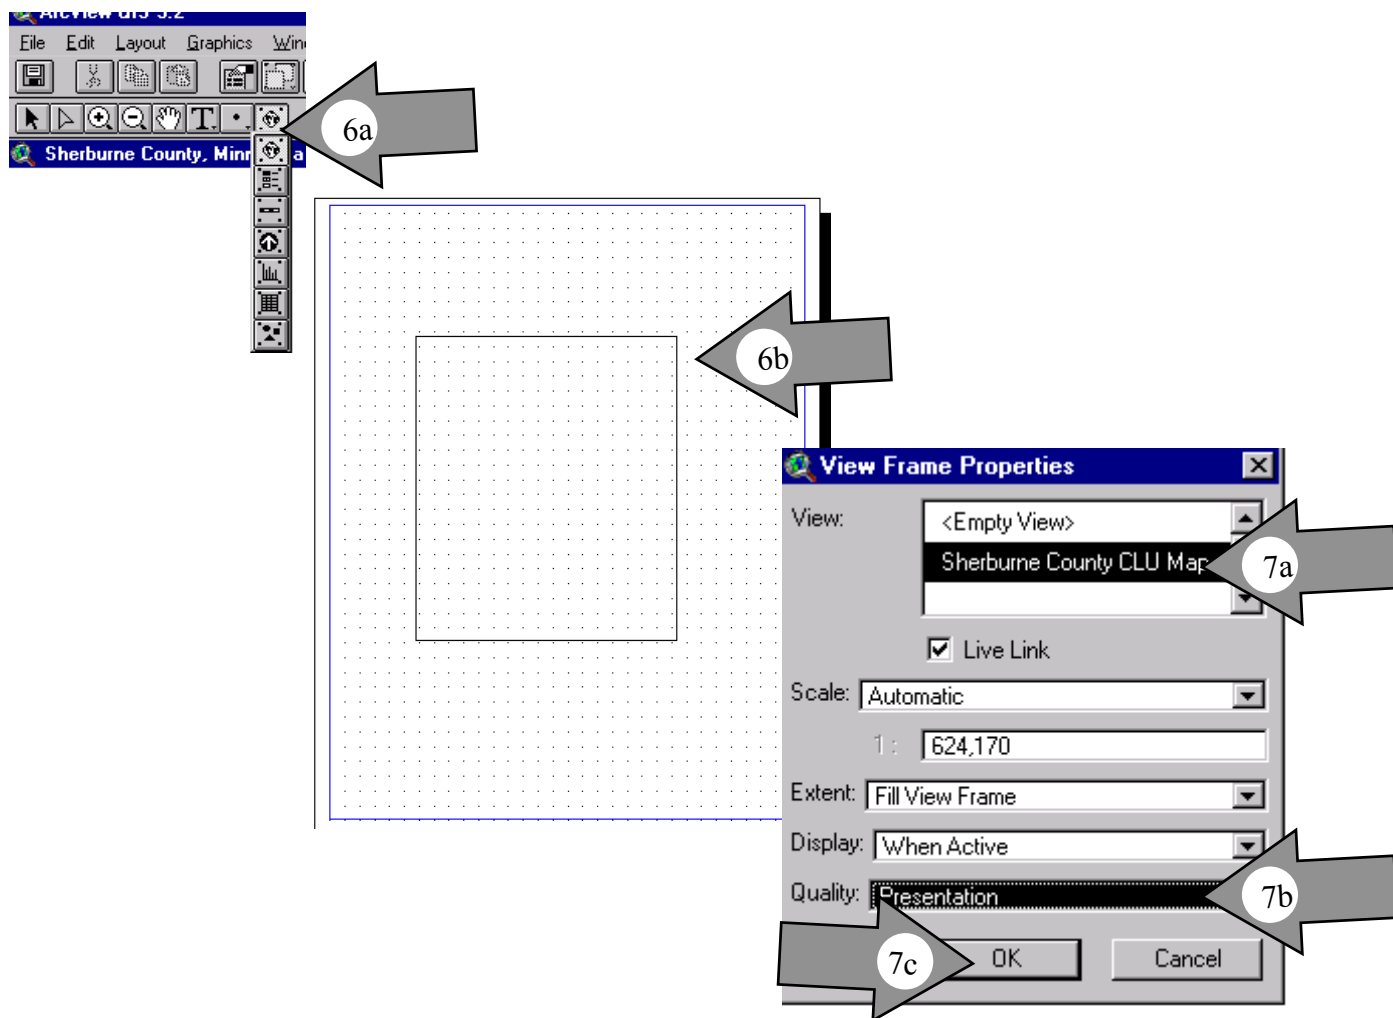 ArcView GIS 3.2
File Edit Layout Graphics
6a
Sherburne County, Minn a
6b
View Frame Properties
View:
<Empty View>
Sherburne County CLU Map
7a
Live Link
Scale: Automatic
1 : 624,170
Extent: Fill View Frame
Display: When Active
Quality: Presentation
7b
7c
OK Cancel